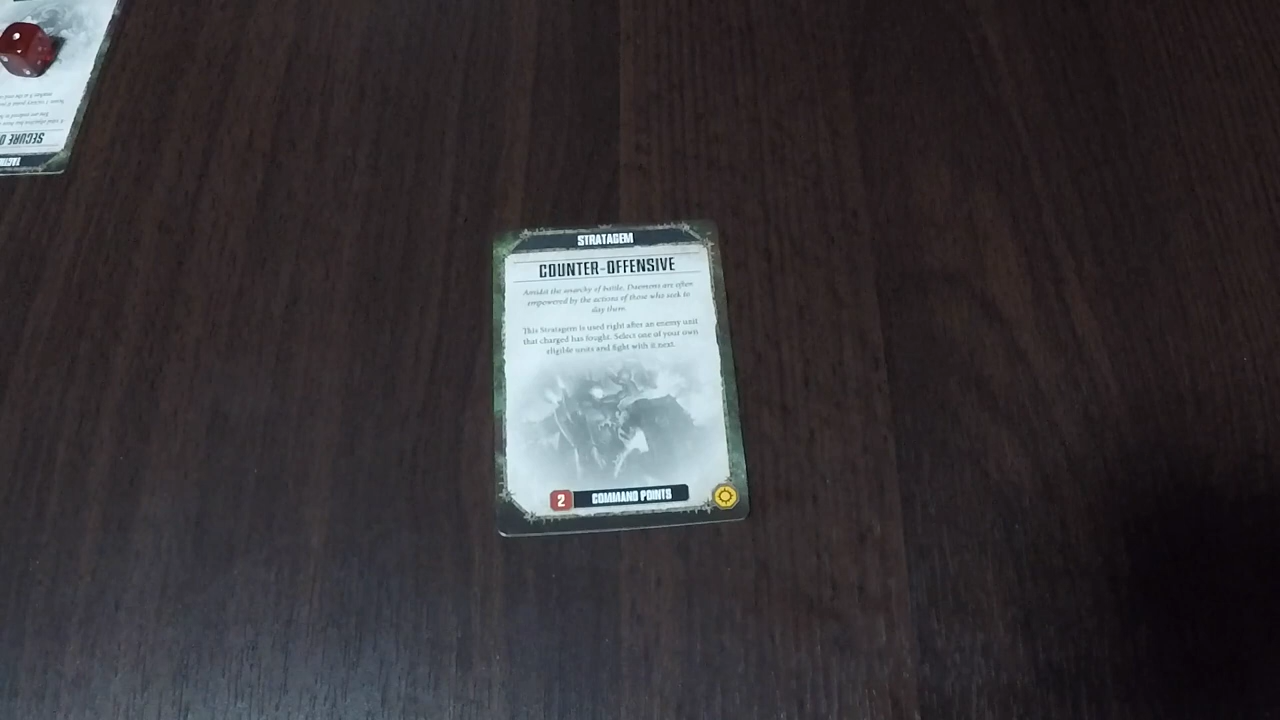 STRATAGEM
COUNTER-OFFENSIVE
Amidst the anarchy of battle, Daemons are often
empowered by the actions of those who seek to
slay them.
This Stratagem is used right after an enemy unit
that charged has fought. Select one of your own
eligible units and fight with it next.
2 COMMAND POINTS
SECURE